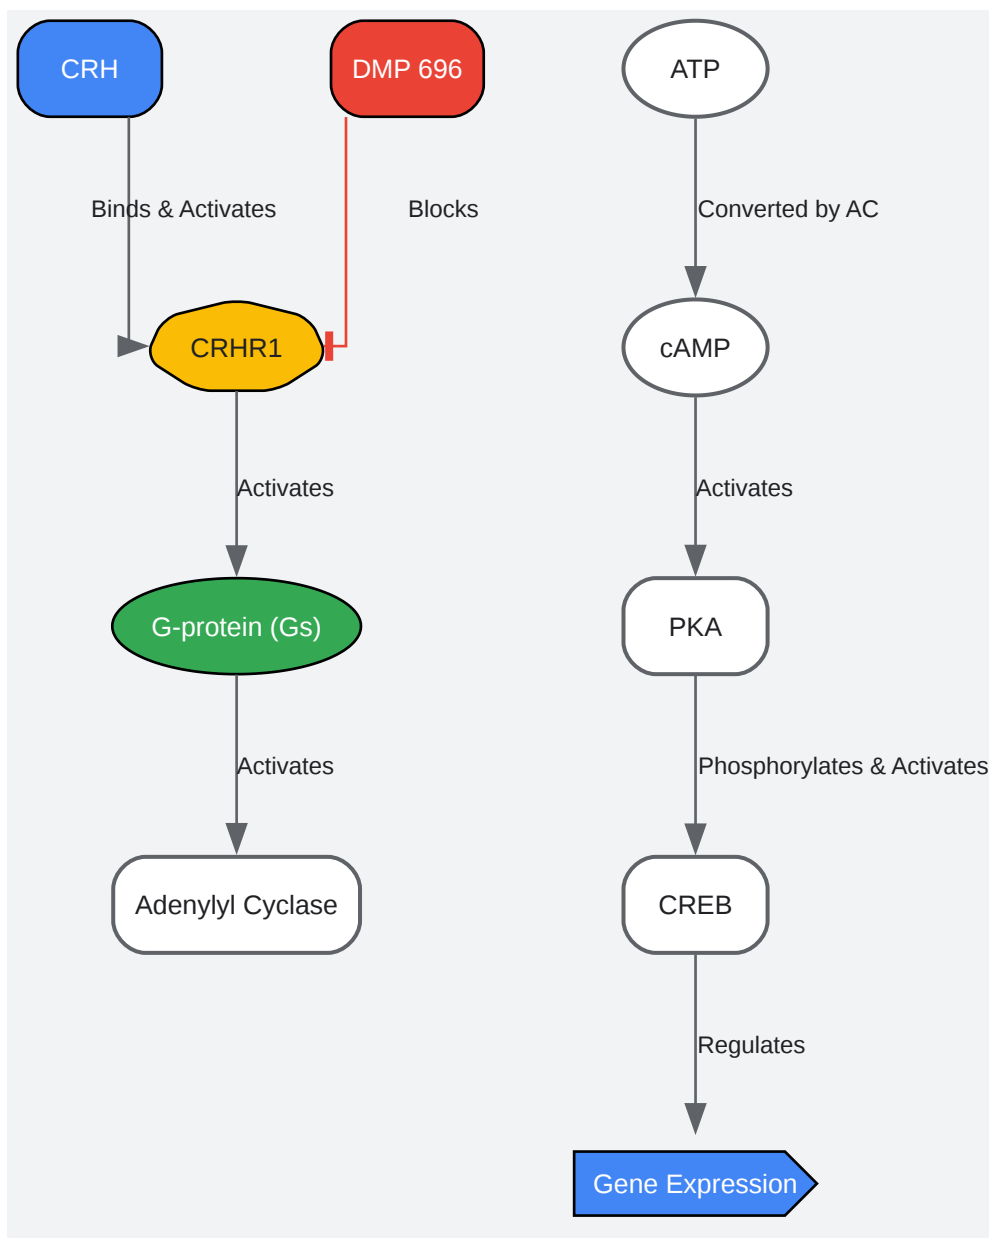 CRH
DMP 696
ATP
Binds & Activates
Blocks
Converted by AC
CRHR1
cAMP
Activates
Activates
G-protein (Gs)
PKA
Activates
Phosphorylates & Activates
Adenylyl Cyclase
CREB
Regulates
Gene Expression